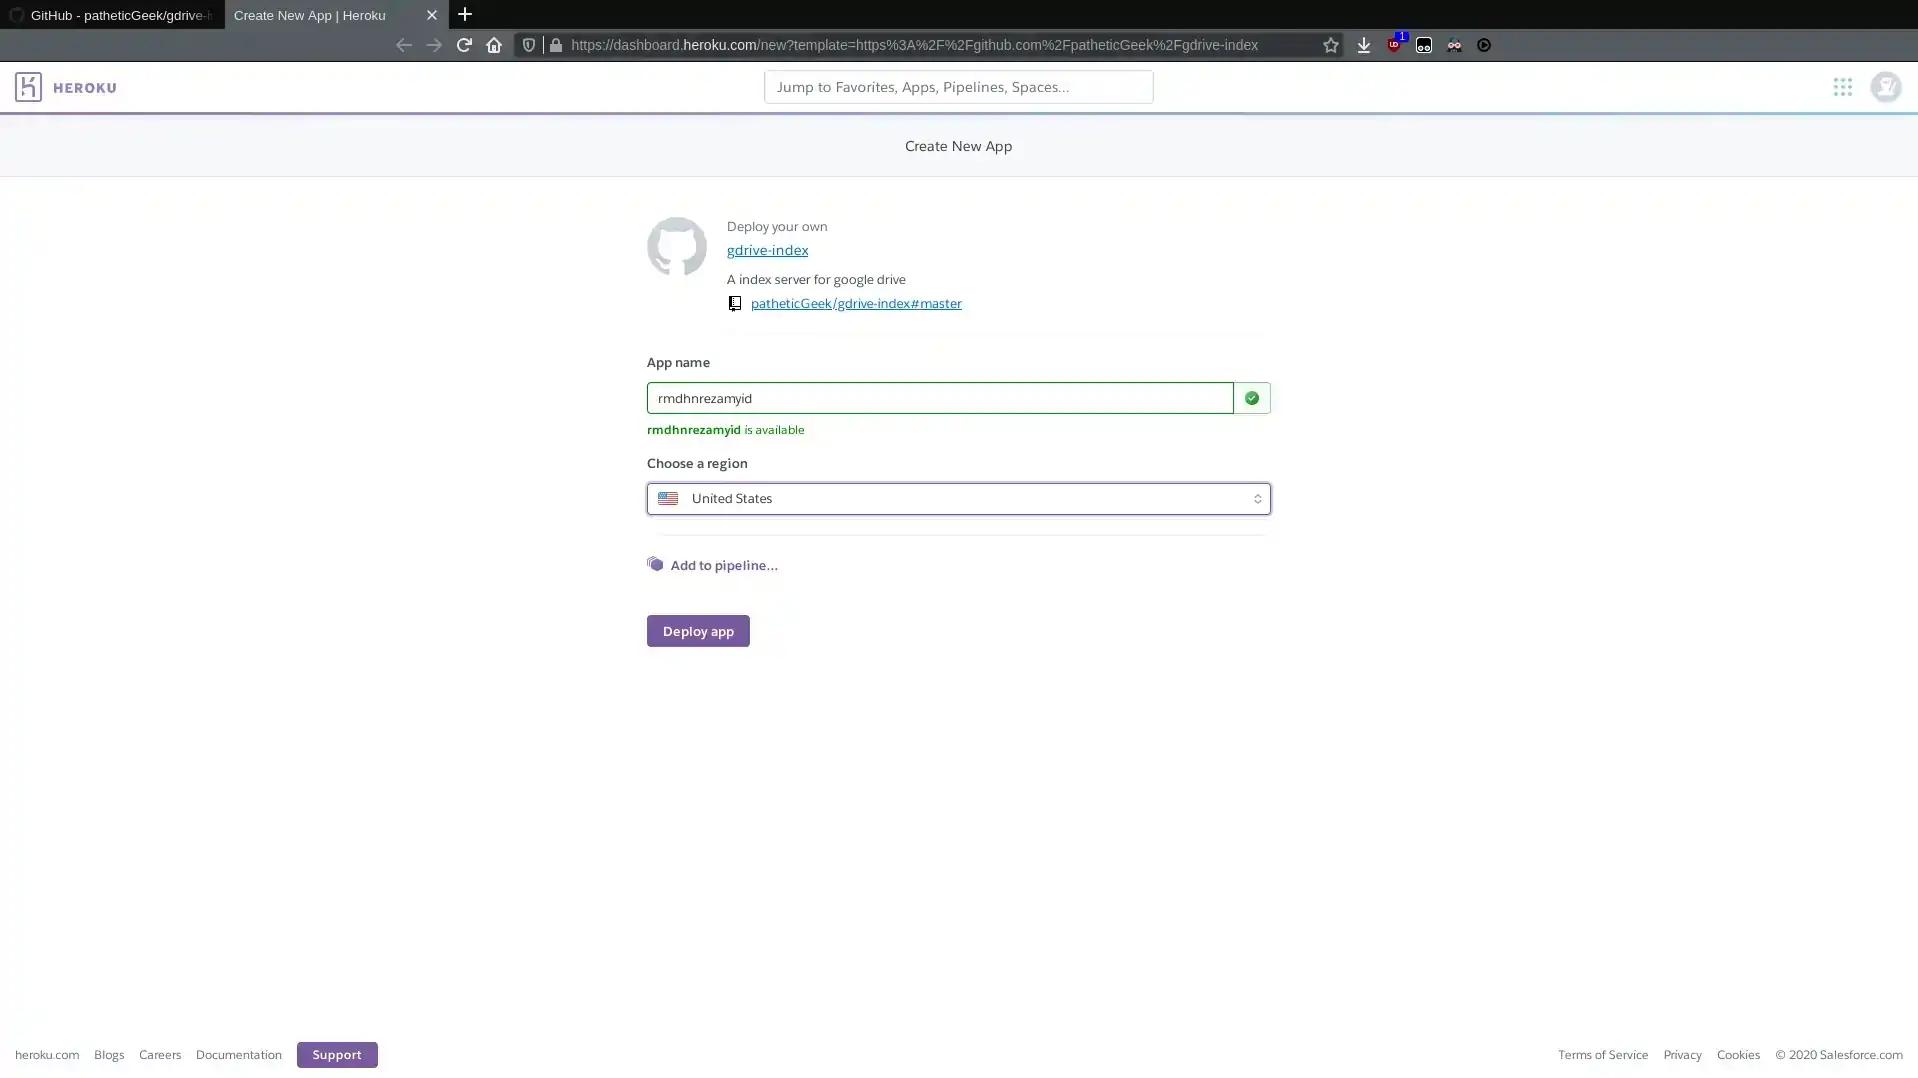 GitHub - patheticGeek/gdrive-i
Create New App | Heroku
https://dashboard.heroku.com/new?template=https%3A%2F%2Fgithub.com%2FpatheticGeek%2Fgdrive-index
1
HEROKU
Jump to Favorites, Apps, Pipelines, Spaces...
Create New App
Deploy your own
gdrive-index
A index server for google drive
patheticGeek/gdrive-index#master
App name
rmdhnrezamyid
rmdhnrezamyid is available
Choose a region
United States
Add to pipeline...
Deploy app
heroku.com Blogs Careers Documentation Support Terms of Service Privacy Cookies © 2020 Salesforce.com